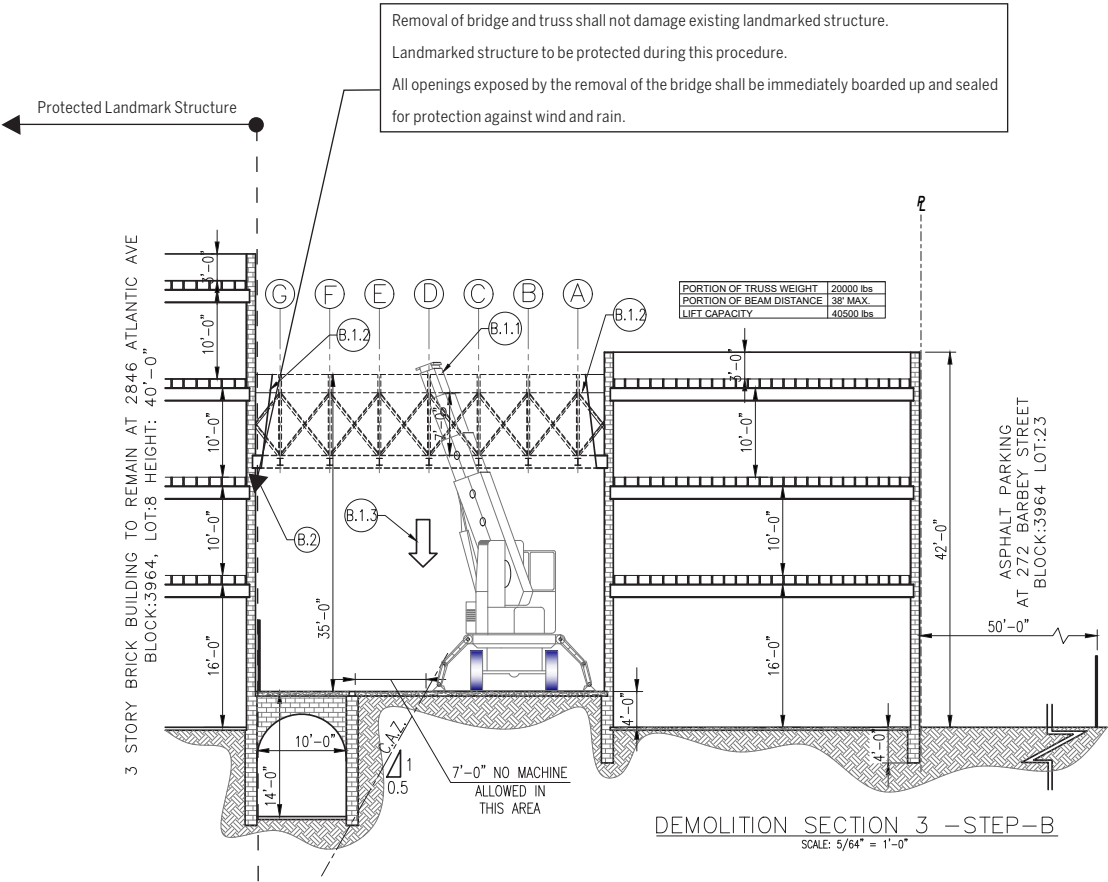 Removal of bridge and truss shall not damage existing landmarked structure.
Landmarked structure to be protected during this procedure.
All openings exposed by the removal of the bridge shall be immediately boarded up and sealed
for protection against wind and rain.
Protected Landmark Structure
3 STORY BRICK BUILDING TO REMAIN AT 2846 ATLANTIC AVE
BLOCK:3964, LOT:8 HEIGHT: 40'-0"
PL
G F E D C B A
PORTION OF TRUSS WEIGHT 20000 lbs
PORTION OF BEAM DISTANCE 38' MAX.
LIFT CAPACITY 40500 lbs
B.1.2
B.1.1
B.1.2
10'-0"
10'-0"
10'-0"
16'-0"
7'-0"
B.2
B.1.3
35'-0"
10'-0"
10'-0"
16'-0"
42'-0"
4'-0"
4'-0"
ASPHALT PARKING
AT 272 BARBEY STREET
BLOCK:3964 LOT:23
50'-0"
10'-0"
14'-0"
C.A.Z.
1
0.5
7'-0" NO MACHINE
ALLOWED IN
THIS AREA
DEMOLITION SECTION 3 -STEP-B
SCALE: 5/64" = 1'-0"